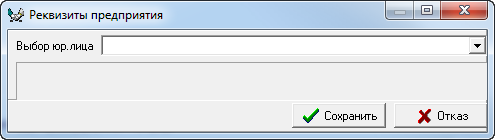 Реквизиты предприятия
Выбор юр.лица
Сохранить
Отказ